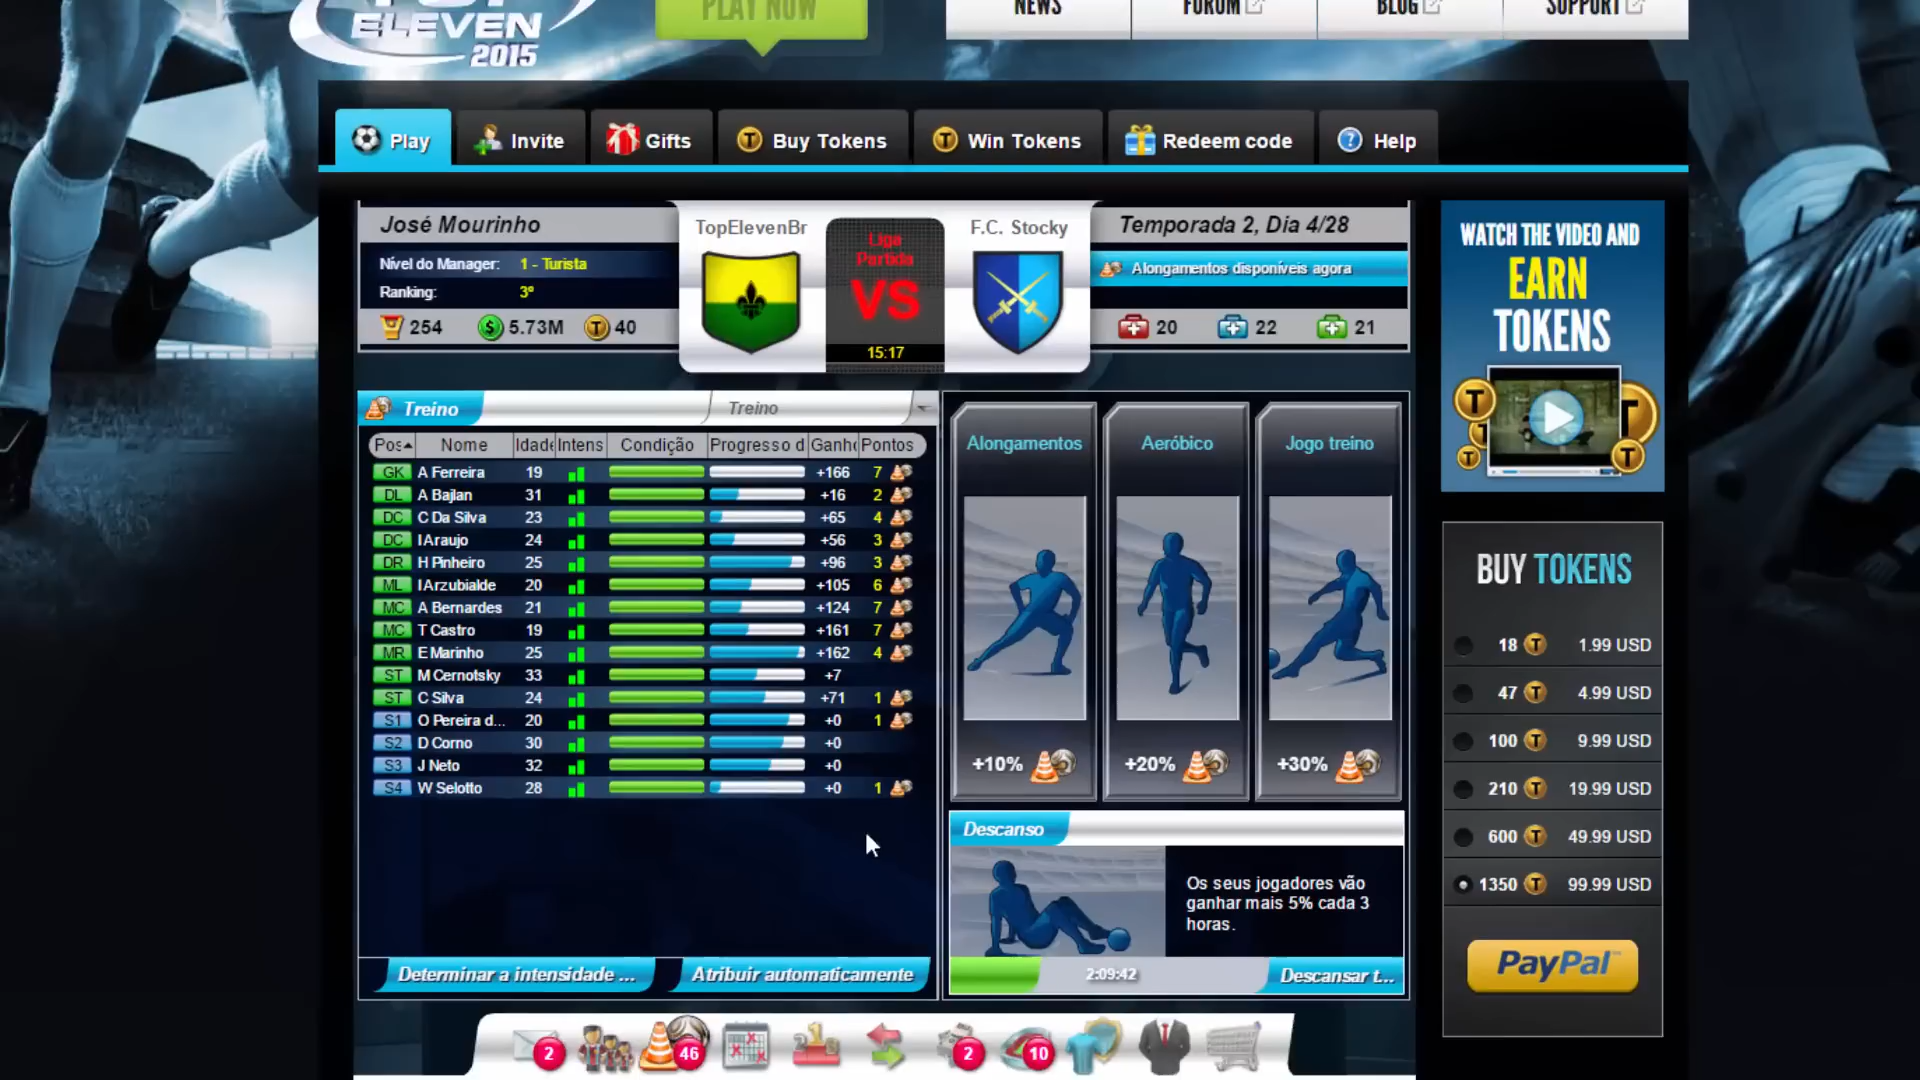 TOP
ELEVEN
2015
PLAY NOW
NEWS
FORUM
BLOG
SUPPORT
Play
Invite
Gifts
Buy Tokens
Win Tokens
Redeem code
Help
José Mourinho
Nível do Manager: 1 - Turista
Ranking: 3º
254 5.73M 40
TopElevenBr
Liga
Partida
VS
15:17
F.C. Stocky
Temporada 2, Dia 4/28
Alongamentos disponíveis agora
20 22 21
Treino
Treino
Pos Nome Idade Intens Condição Progresso d Ganho Pontos
GK A Ferreira 19 +166 7
DL A Bajlan 31 +16 2
DC C Da Silva 23 +65 4
DC I Araujo 24 +56 3
DR H Pinheiro 25 +96 3
ML I Arzubialde 20 +105 6
MC A Bernardes 21 +124 7
MC T Castro 19 +161 7
MR E Marinho 25 +162 4
ST M Cernotsky 33 +7
ST C Silva 24 +71 1
S1 O Pereira d... 20 +0 1
S2 D Corno 30 +0
S3 J Neto 32 +0
S4 W Selotto 28 +0 1
Determinar a intensidade ...
Atribuir automaticamente
Alongamentos
+10%
Aeróbico
+20%
Jogo treino
+30%
Descanso
Os seus jogadores vão
ganhar mais 5% cada 3
horas.
2:09:42
Descansar t...
2 46 2 10
WATCH THE VIDEO AND
EARN
TOKENS
BUY TOKENS
18 T 1.99 USD
47 T 4.99 USD
100 T 9.99 USD
210 T 19.99 USD
600 T 49.99 USD
1350 T 99.99 USD
PayPal